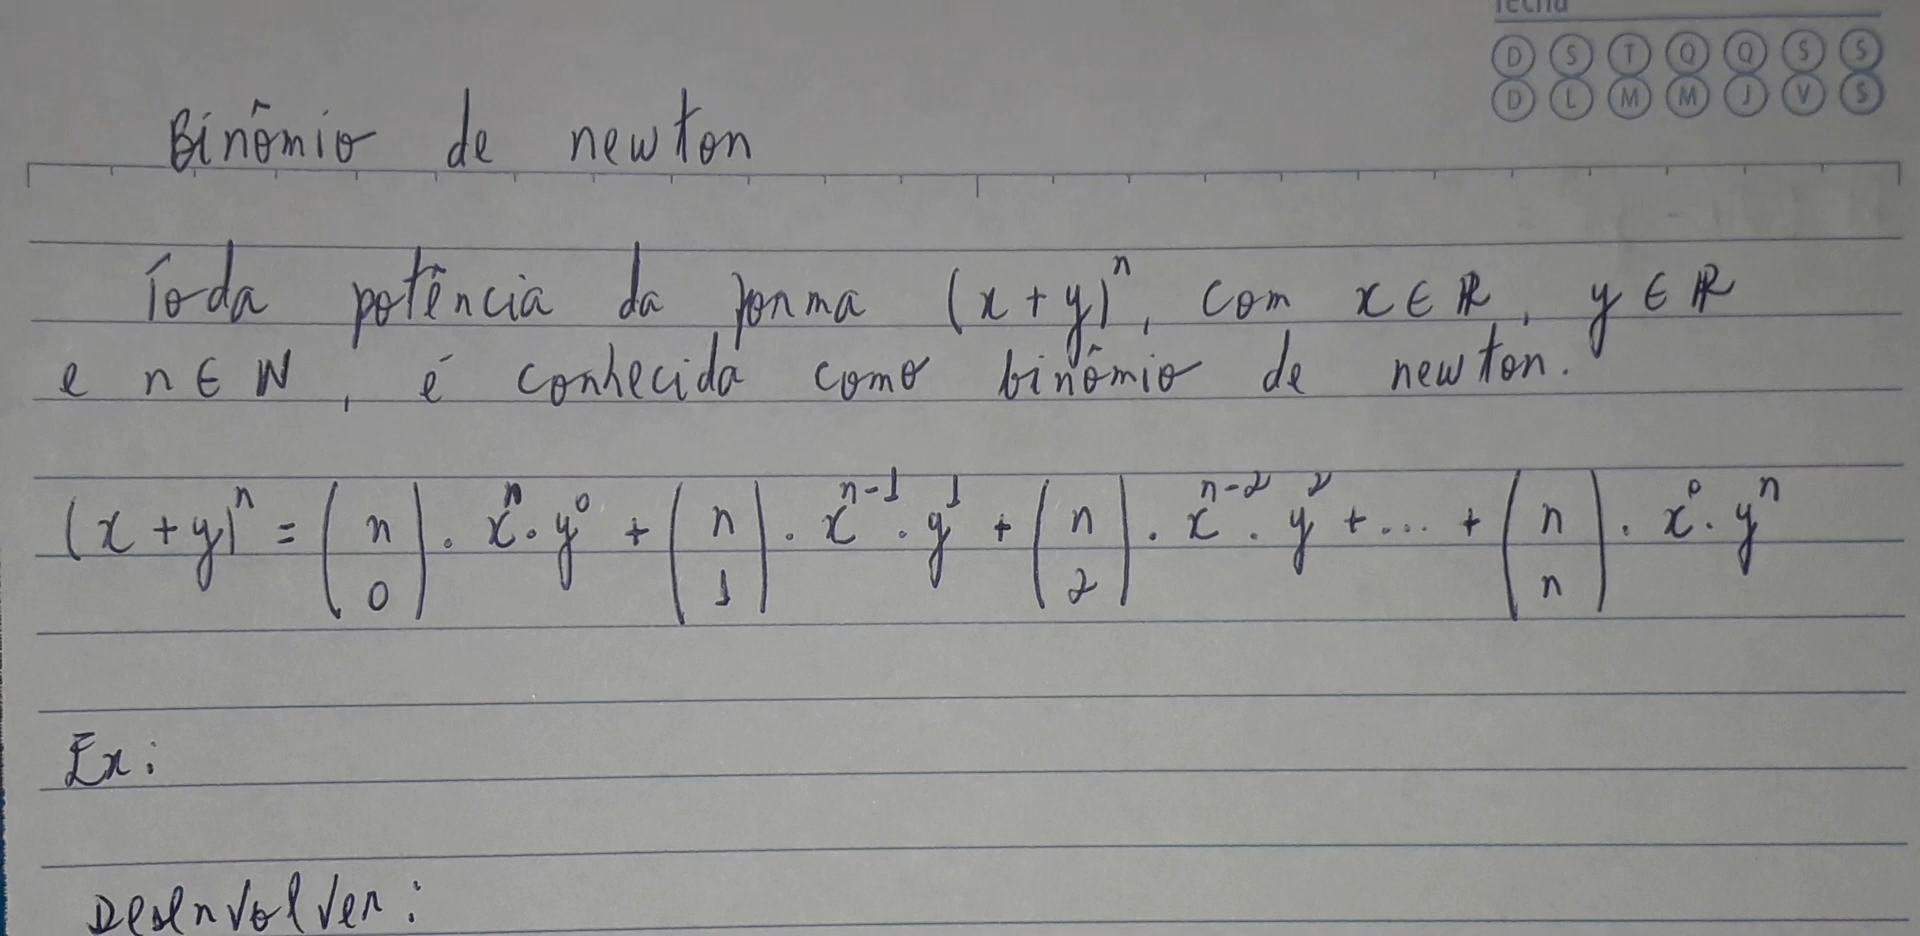 fecha
D S T Q Q S S
D L M M J V S
Binômio de newton
Toda potência da forma (x + y)^n, com x ∈ ℝ, y ∈ ℝ
e n ∈ ℕ, é conhecida como binômio de newton.
(x + y)^n = (n 0) . x^n . y^0 + (n 1) . x^(n-1) . y^1 + (n 2) . x^(n-2) . y^2 + ... + (n n) . x^0 . y^n
Ex:
Desenvolver: